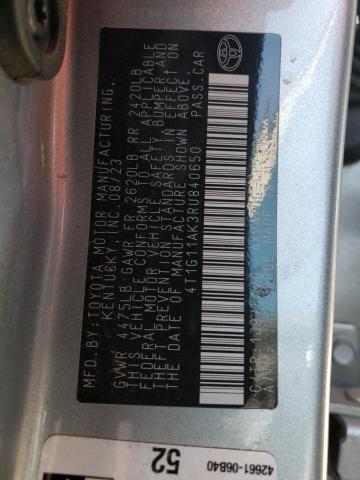 MFD. BY: TOYOTA MOTOR MANUFACTURING,
KENTUCKY, INC. 08/23
GVWR 4475LB GAWR FR 2620LB RR 2420LB
THIS VEHICLE CONFORMS TO ALL APPLICABLE
FEDERAL MOTOR VEHICLE SAFETY, BUMPER, AND
THEFT PREVENTION STANDARDS IN EFFECT ON
THE DATE OF MANUFACTURE SHOWN ABOVE.
4T1G11AK3RU840650 PASS. CAR
C/TR:
52
42661-06B40